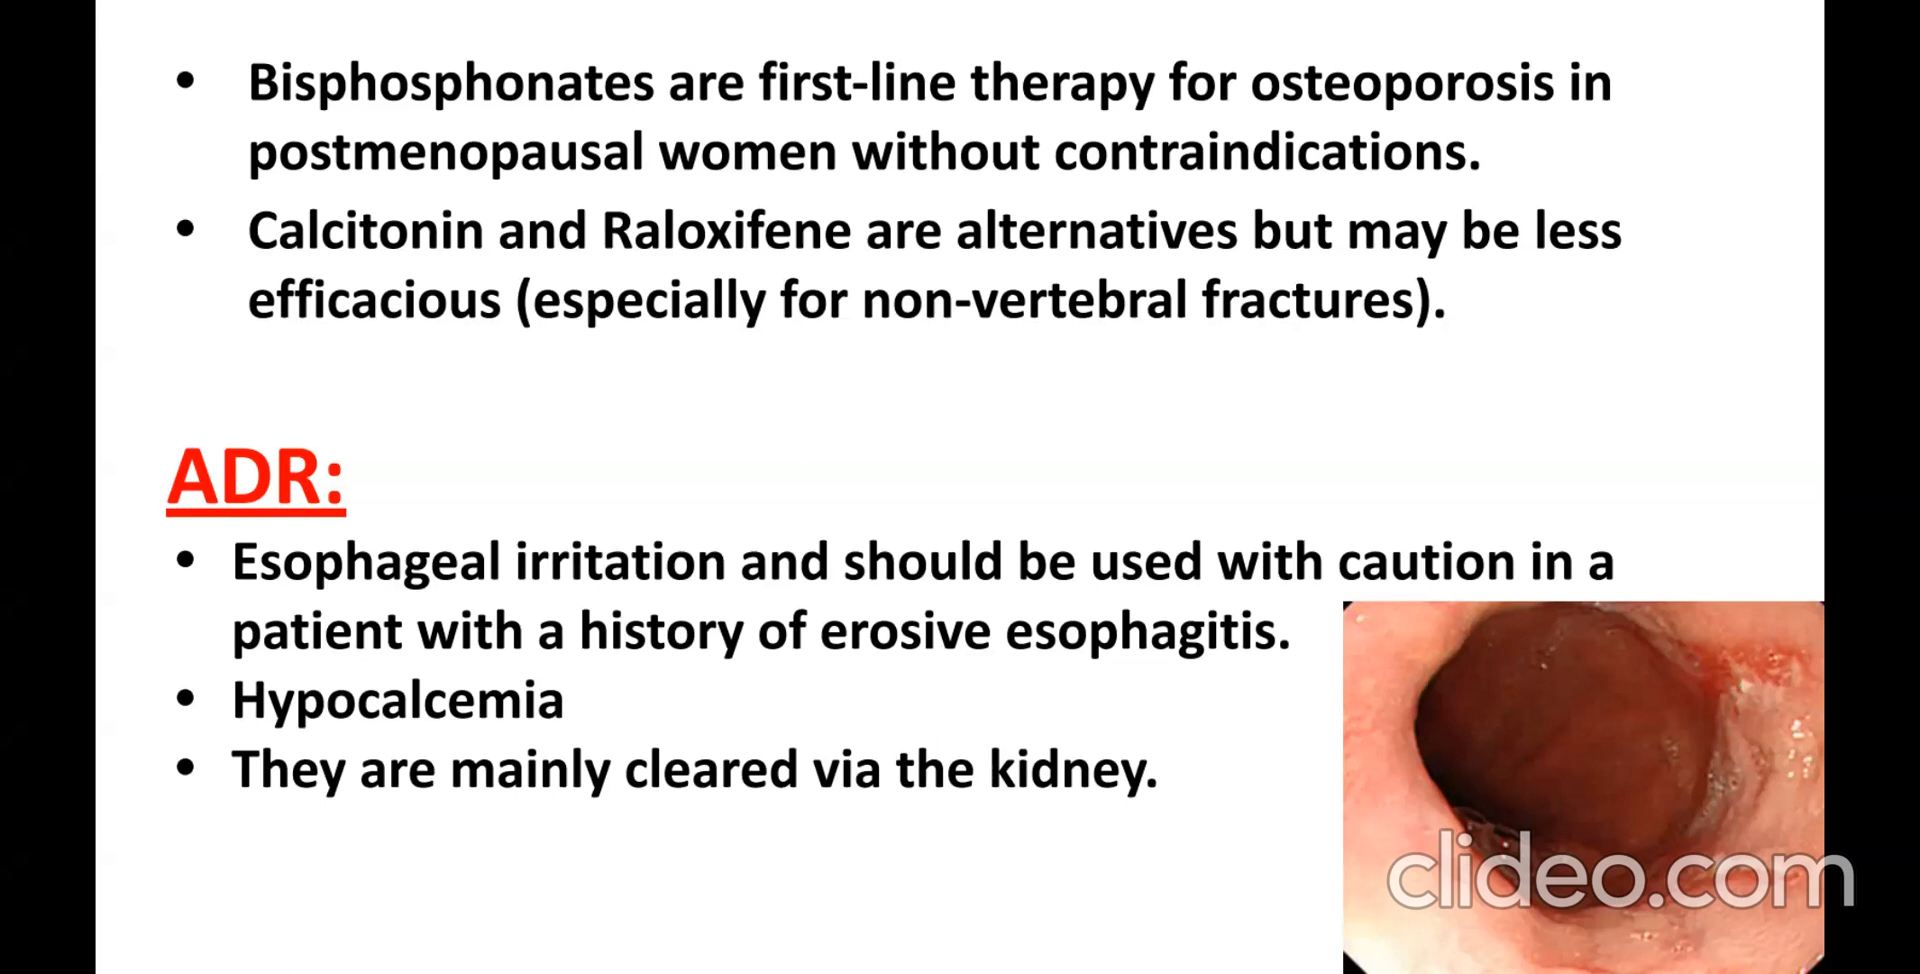 • Bisphosphonates are first-line therapy for osteoporosis in
postmenopausal women without contraindications.
• Calcitonin and Raloxifene are alternatives but may be less
efficacious (especially for non-vertebral fractures).
ADR:
• Esophageal irritation and should be used with caution in a
patient with a history of erosive esophagitis.
• Hypocalcemia
• They are mainly cleared via the kidney.
clideo.com